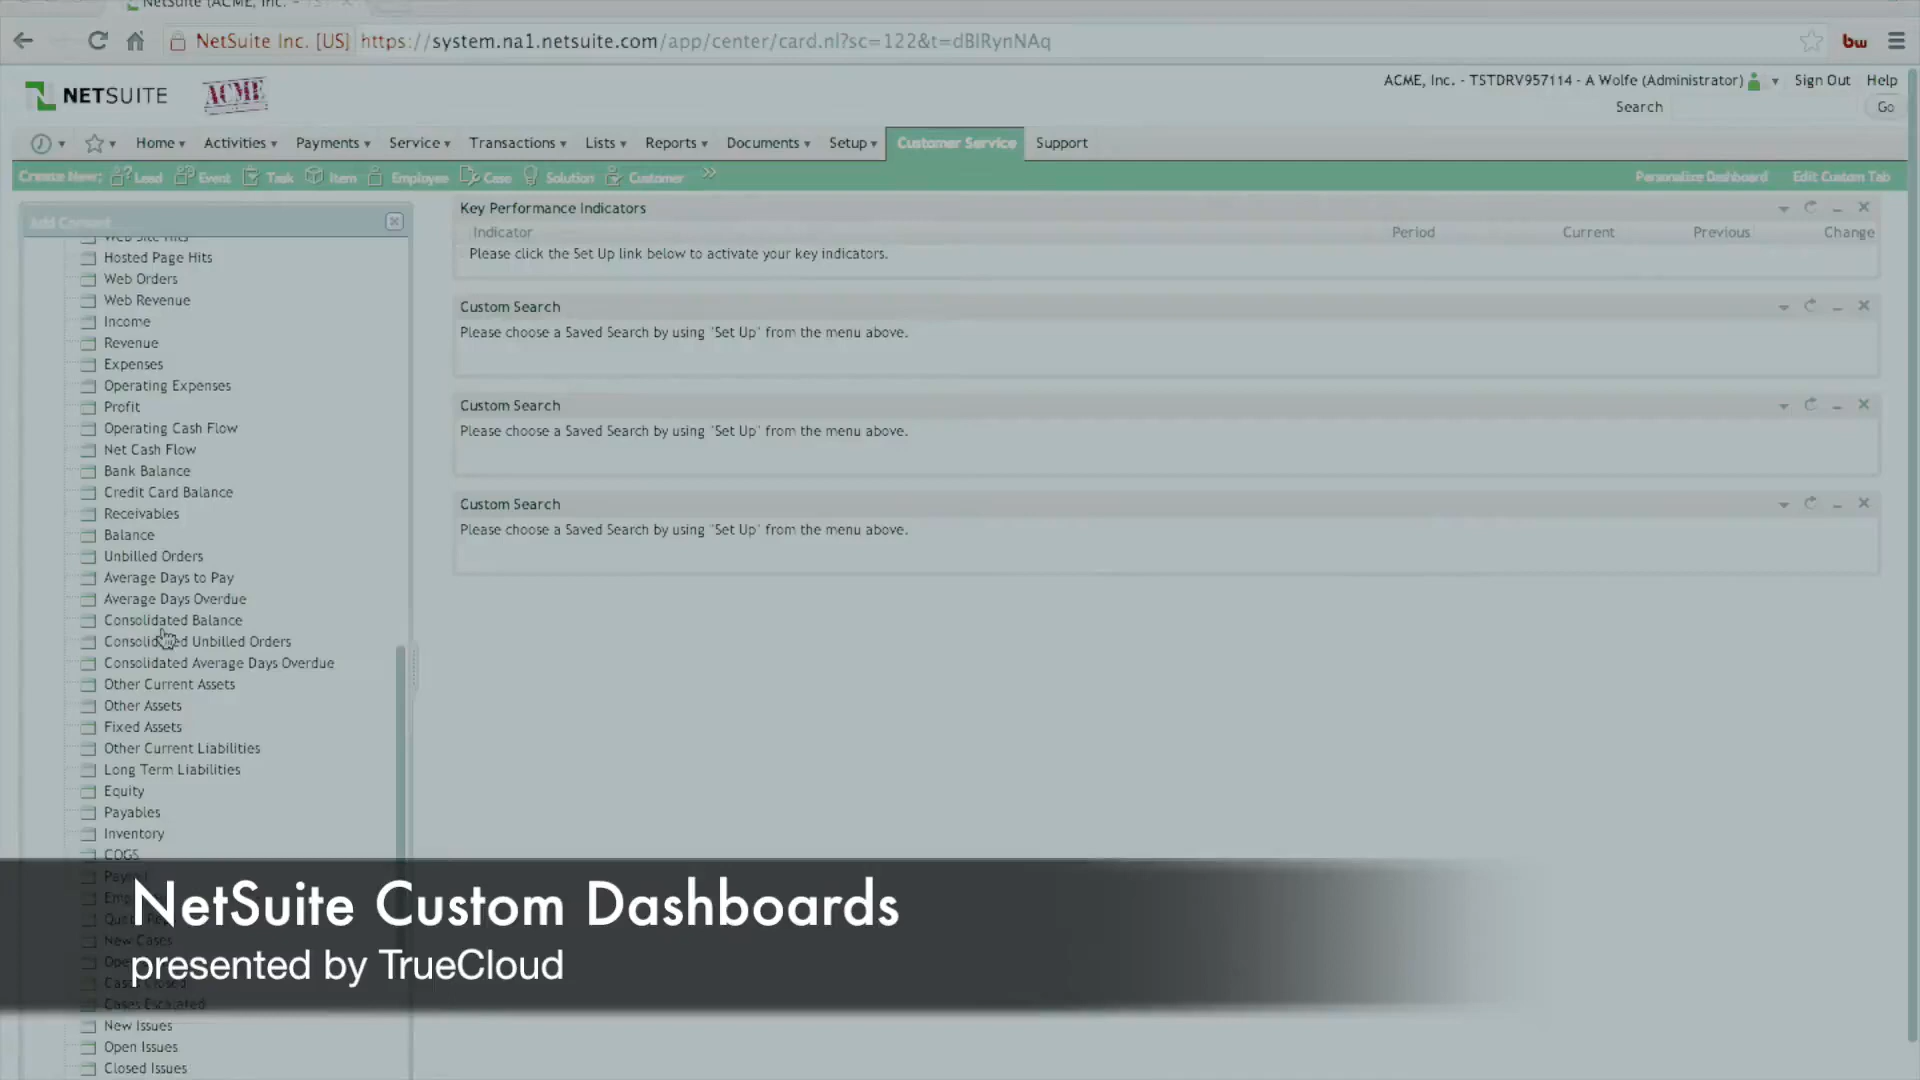 NetSuite (ACME, Inc. - TST
NetSuite Inc. [US] https://system.na1.netsuite.com/app/center/card.nl?sc=122&t=dBlRynNAq
bw
NETSUITE ACME
ACME, Inc. - TSTDRV957114 - A Wolfe (Administrator) Sign Out Help
Search Go
Home Activities Payments Service Transactions Lists Reports Documents Setup Customer Service Support
Create New: Lead Event Task Item Employee Case Solution Customer >> Personalize Dashboard Edit Custom Tab
Add Content
Web Site Hits
Hosted Page Hits
Web Orders
Web Revenue
Income
Revenue
Expenses
Operating Expenses
Profit
Operating Cash Flow
Net Cash Flow
Bank Balance
Credit Card Balance
Receivables
Balance
Unbilled Orders
Average Days to Pay
Average Days Overdue
Consolidated Balance
Consolidated Unbilled Orders
Consolidated Average Days Overdue
Other Current Assets
Other Assets
Fixed Assets
Other Current Liabilities
Long Term Liabilities
Equity
Payables
Inventory
COGS
New Cases
Cases Closed
Cases Escalated
New Issues
Open Issues
Closed Issues
Key Performance Indicators
Indicator Period Current Previous Change
Please click the Set Up link below to activate your key indicators.
Custom Search
Please choose a Saved Search by using 'Set Up' from the menu above.
Custom Search
Please choose a Saved Search by using 'Set Up' from the menu above.
Custom Search
Please choose a Saved Search by using 'Set Up' from the menu above.
NetSuite Custom Dashboards
presented by TrueCloud